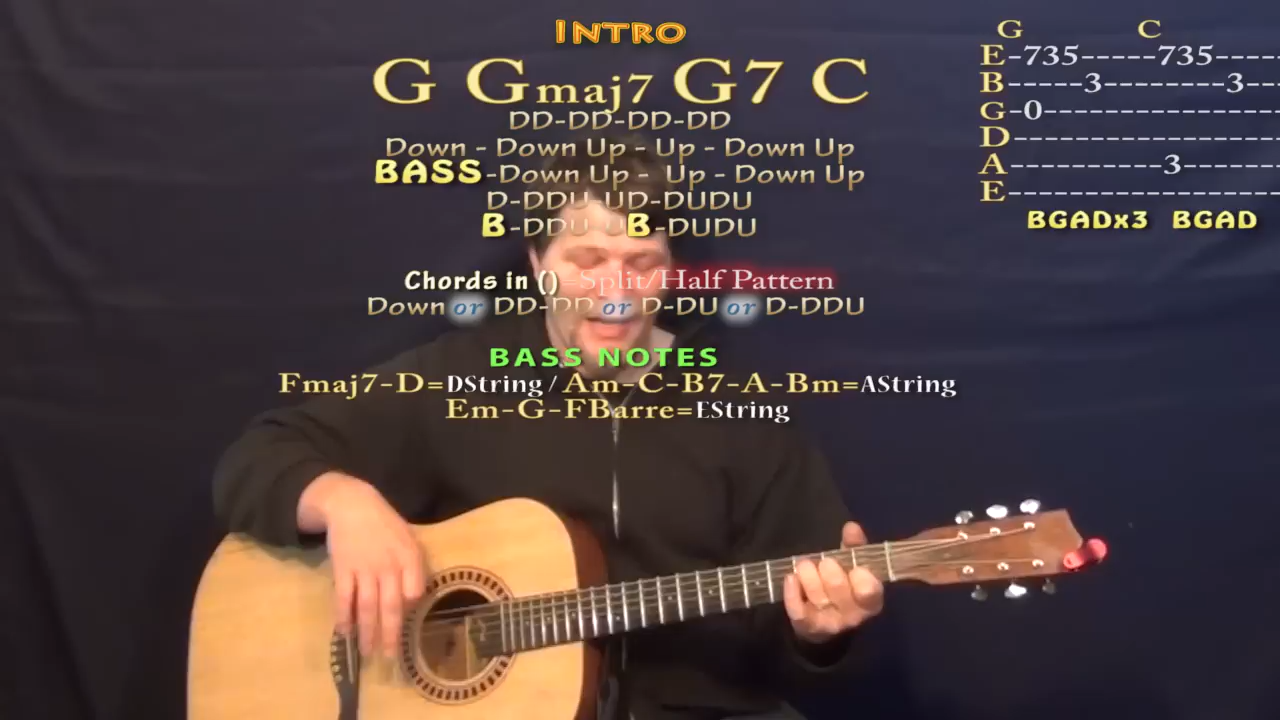 Intro
G Gmaj7 G7 C
DD-DD-DD-DD
Down - Down Up - Up - Down Up
BASS-Down Up - Up - Down Up
D-DDU-UD-DUDU
B-DDU-UB-DUDU
Chords in ()=Split/Half Pattern
Down or DD-DD or D-DU or D-DDU
BASS NOTES
Fmaj7-D=DString / Am-C-B7-A-Bm=AString
Em-G-FBarre=EString
G C
E-735-----735----
B-----3--------3--
G-0---------------
D-----------------
A----------3------
E-----------------
BGADx3 BGAD